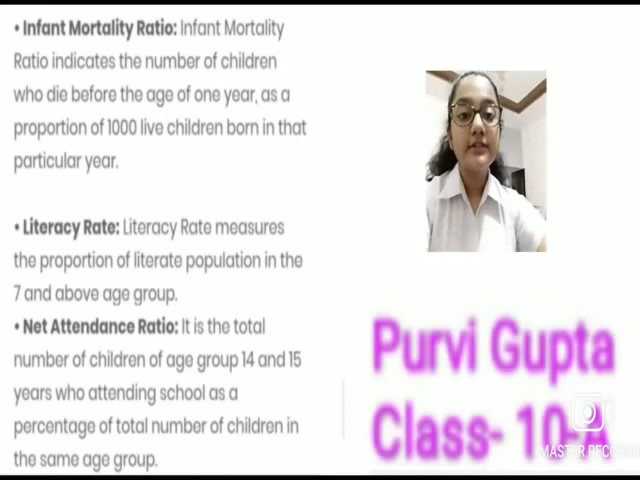 • Infant Mortality Ratio: Infant Mortality
Ratio indicates the number of children
who die before the age of one year, as a
proportion of 1000 live children born in that
particular year.
• Literacy Rate: Literacy Rate measures
the proportion of literate population in the
7 and above age group.
• Net Attendance Ratio: It is the total
number of children of age group 14 and 15
years who attending school as a
percentage of total number of children in
the same age group.
Purvi Gupta
Class- 10-A
MASTER